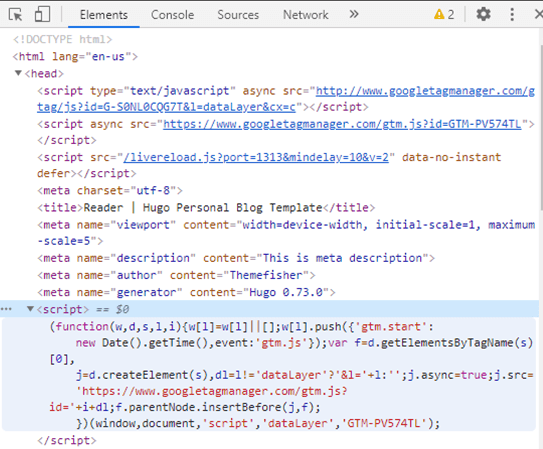 Elements Console Sources Network » 2
<!DOCTYPE html>
<html lang="en-us">
<head>
<script type="text/javascript" async src="http://www.googletagmanager.com/g
tag/js?id=G-S0NL0CQG7T&l=dataLayer&cx=c"></script>
<script async src="https://www.googletagmanager.com/gtm.js?id=GTM-PV574TL">
</script>
<script src="/livereload.js?port=1313&mindelay=10&v=2" data-no-instant
defer></script>
<meta charset="utf-8">
<title>Reader | Hugo Personal Blog Template</title>
<meta name="viewport" content="width=device-width, initial-scale=1, maximum
-scale=5">
<meta name="description" content="This is meta description">
<meta name="author" content="Themefisher">
<meta name="generator" content="Hugo 0.73.0">
<script> == $0
(function(w,d,s,l,i){w[l]=w[l]||[];w[l].push({'gtm.start':
new Date().getTime(),event:'gtm.js'});var f=d.getElementsByTagName(s)
[0],
j=d.createElement(s),dl=l!='dataLayer'?'&l='+l:'';j.async=true;j.src=
'https://www.googletagmanager.com/gtm.js?
id='+i+dl;f.parentNode.insertBefore(j,f);
})(window,document,'script','dataLayer','GTM-PV574TL');
</script>